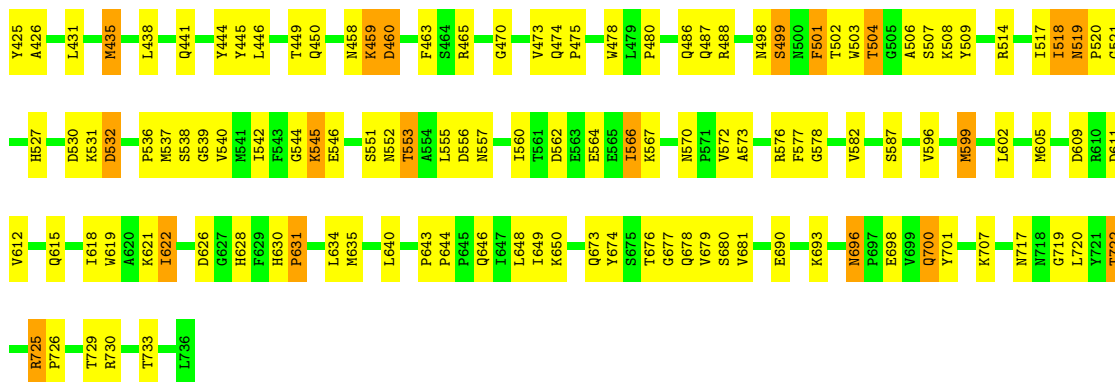 Y425 A426 L431 M435 L438 Q441 Y444 Y445 L446 T449 Q450 N458 K459 D460 F463 S464 R465 G470 V473 Q474 P475 W478 L479 P480 Q486 Q487 R488 N498 S499 N500 F501 T502 W503 T504 G505 A506 S507 K508 Y509 R514 I517 I518 N519 P520 G521
H527 D530 K531 D532 P536 M537 S538 G539 V540 M541 I542 F543 G544 K545 E546 S551 N552 T553 A554 L555 D556 N557 I560 T561 D562 E563 E564 E565 I566 K567 N570 P571 V572 A573 R576 F577 G578 V582 S587 V596 M599 L602 M605 D609 R610
V612 Q615 I618 W619 A620 K621 I622 D626 G627 H628 F629 H630 P631 L634 M635 L640 P643 P644 P645 Q646 I647 L648 I649 K650 Q673 Y674 S675 T676 G677 Q678 V679 S680 V681 E690 K693 N696 P697 E698 V699 Q700 Y701 K707 N717 N718 G719 L720 Y721
R725 P726 T729 R730 T733 L736